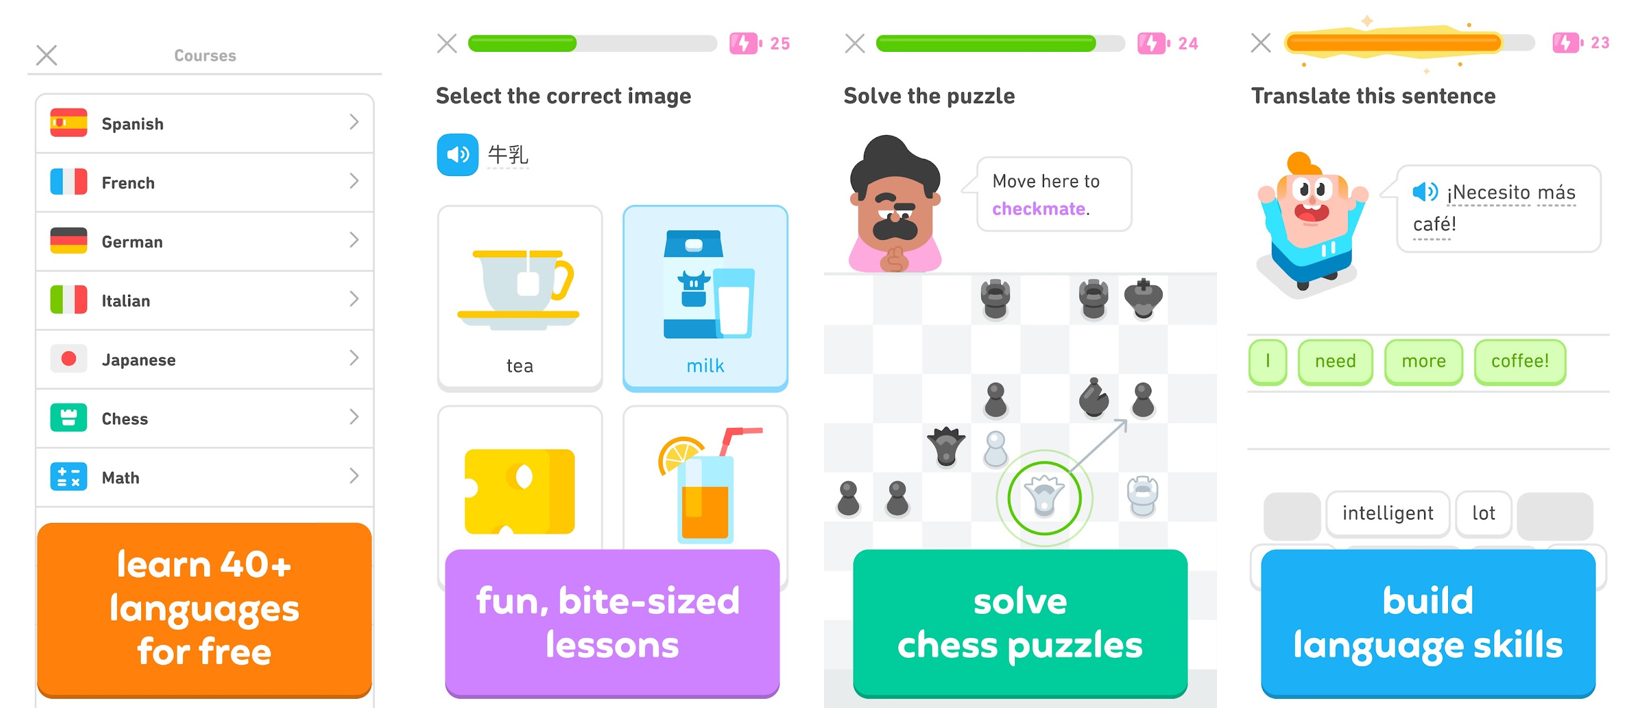 Courses
Spanish
French
German
Italian
Japanese
Chess
Math
learn 40+
languages
for free
25
Select the correct image
牛乳
tea
milk
fun, bite-sized
lessons
24
Solve the puzzle
Move here to
checkmate.
solve
chess puzzles
23
Translate this sentence
¡Necesito más
café!
I need more coffee!
intelligent lot
build
language skills